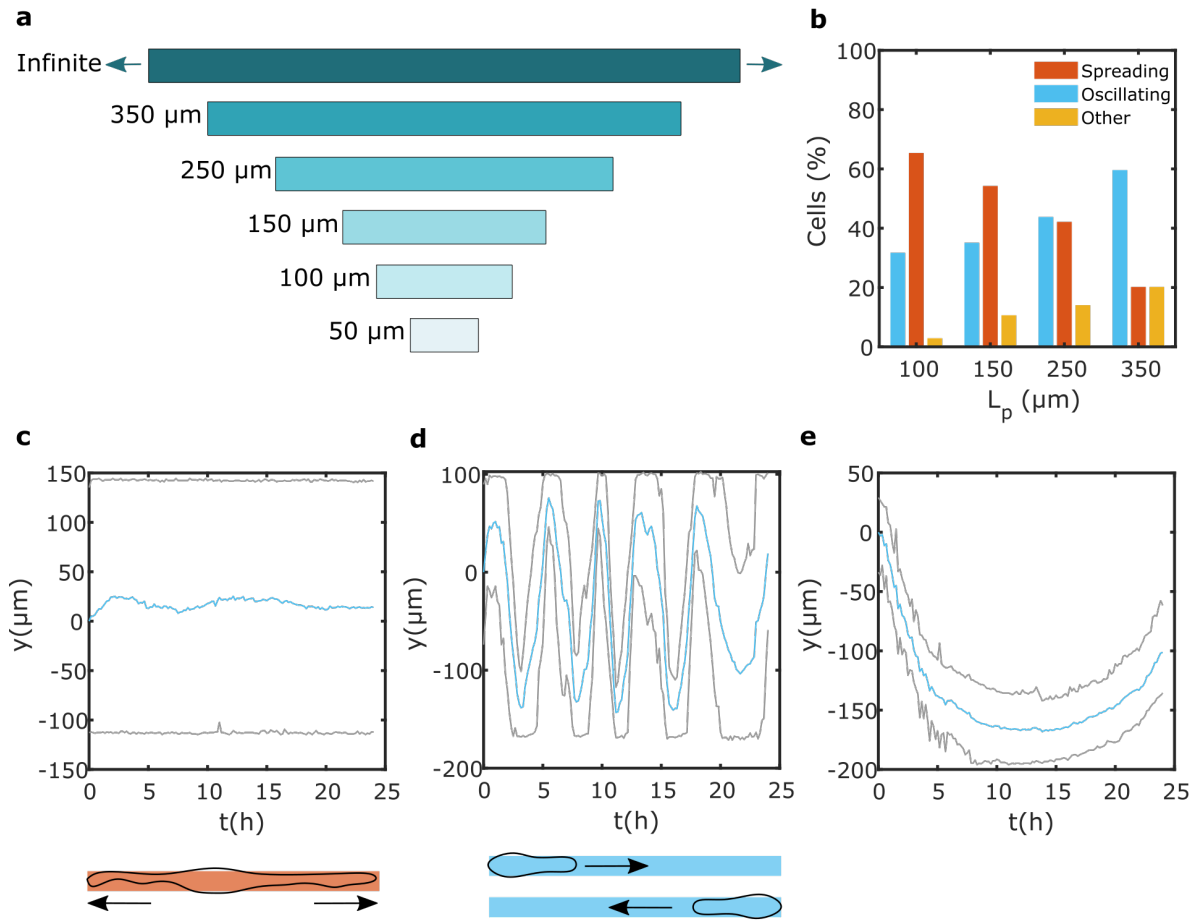 a
Infinite
350 µm
250 µm
150 µm
100 µm
50 µm
b
100
80
60
40
20
0
Cells (%)
Spreading
Oscillating
Other
100 150 250 350
L_p (µm)
c
150
100
50
0
-50
-100
-150
y(µm)
0 5 10 15 20 25
t(h)
d
100
0
-100
-200
y(µm)
0 5 10 15 20 25
t(h)
e
50
0
-50
-100
-150
-200
y(µm)
0 5 10 15 20 25
t(h)